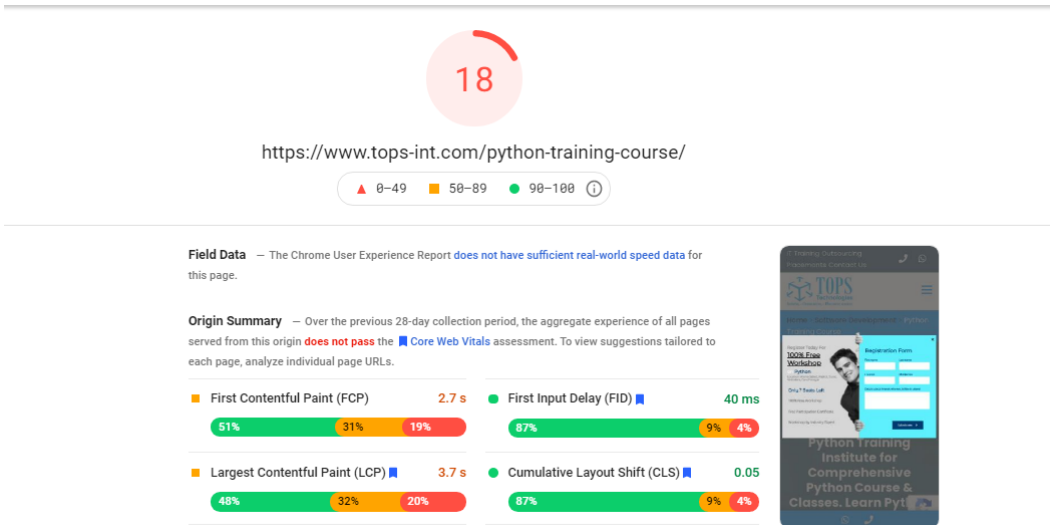 18
https://www.tops-int.com/python-training-course/
0–49 50–89 90–100
Field Data — The Chrome User Experience Report does not have sufficient real-world speed data for
this page.
Origin Summary — Over the previous 28-day collection period, the aggregate experience of all pages
served from this origin does not pass the Core Web Vitals assessment. To view suggestions tailored to
each page, analyze individual page URLs.
First Contentful Paint (FCP) 2.7 s
51% 31% 19%
First Input Delay (FID) 40 ms
87% 9% 4%
Largest Contentful Paint (LCP) 3.7 s
48% 32% 20%
Cumulative Layout Shift (CLS) 0.05
87% 9% 4%
TOPS
Technologies
Registration Form
100% Free
Workshop
Python
Python Training
Institute for
Comprehensive
Python Course &
Classes. Learn Pyt